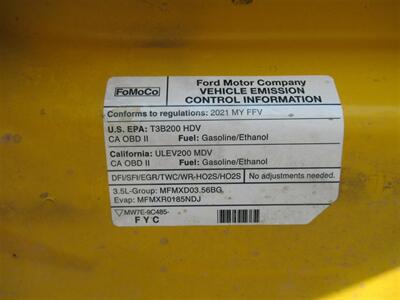 FoMoCo
Ford Motor Company
VEHICLE EMISSION
CONTROL INFORMATION
Conforms to regulations: 2021 MY FFV
U.S. EPA: T3B200 HDV
CA OBD II Fuel: Gasoline/Ethanol
California: ULEV200 MDV
CA OBD II Fuel: Gasoline/Ethanol
DFI/SFI/EGR/TWC/WR-HO2S/HO2S No adjustments needed.
3.5L-Group: MFMXD03.56BG
Evap: MFMXR0185NDJ
MW7E-9C485-
FYC